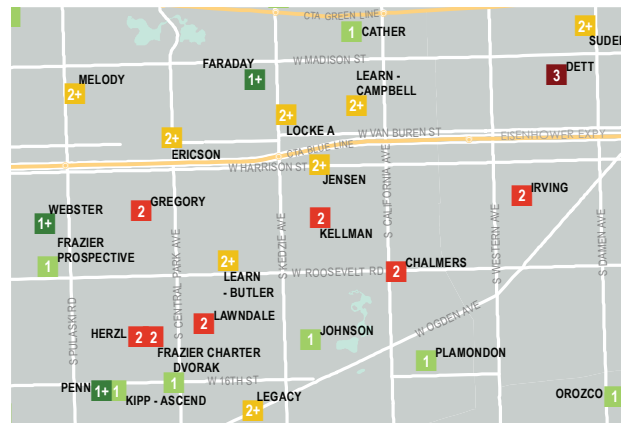 CTA GREEN LINE
1
CATHER
2+
SUDER
W MADISON ST
FARADAY
1+
DETT
3
MELODY
2+
LEARN -
CAMPBELL
2+
2+
LOCKE A
W VAN BUREN ST
EISENHOWER EXPY
2+
ERICSON
CTA BLUE LINE
W HARRISON ST
2+
JENSEN
IRVING
2
GREGORY
2
WEBSTER
1+
2
KELLMAN
S PULASKI RD
S CENTRAL PARK AVE
S KEDZIE AVE
S CALIFORNIA AVE
S WESTERN AVE
S DAMEN AVE
FRAZIER
PROSPECTIVE
1
2+
LEARN
- BUTLER
W ROOSEVELT RD
CHALMERS
2
LAWNDALE
2
HERZL
2
2
JOHNSON
1
W OGDEN AVE
FRAZIER CHARTER
DVORAK
1
PLAMONDON
1
W 16TH ST
PENN
1+
1
KIPP - ASCEND
LEGACY
2+
OROZCO
1